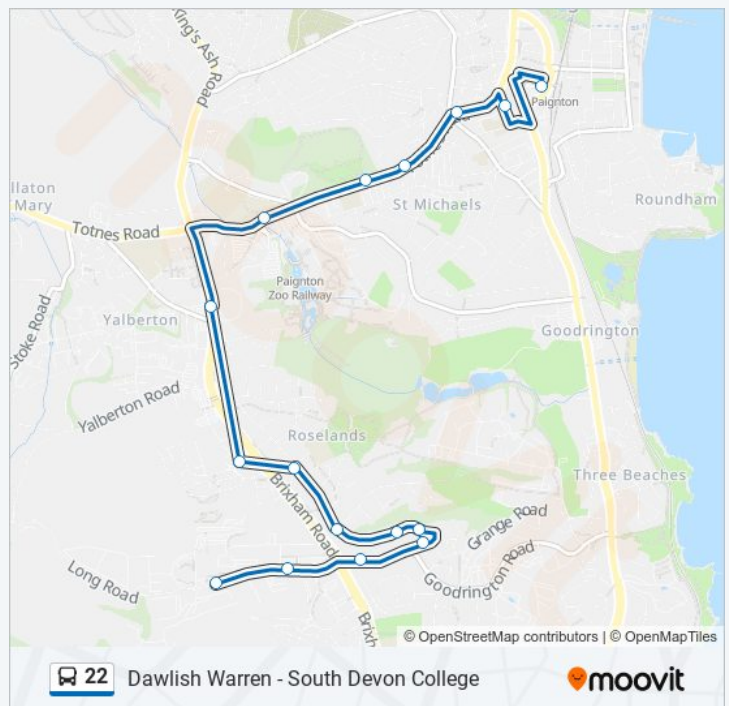 King's Ash Road
Paignton
llaton
Mary
St Michaels
Roundham
Totnes Road
Paignton
Zoo Railway
Stoke Road
Yalberton
Goodrington
Yalberton Road
Roselands
Three Beaches
Brixham Road
Grange Road
Long Road
Goodrington Road
Brixh
© OpenStreetMap contributors | © OpenMapTiles
22 Dawlish Warren - South Devon College
moovit